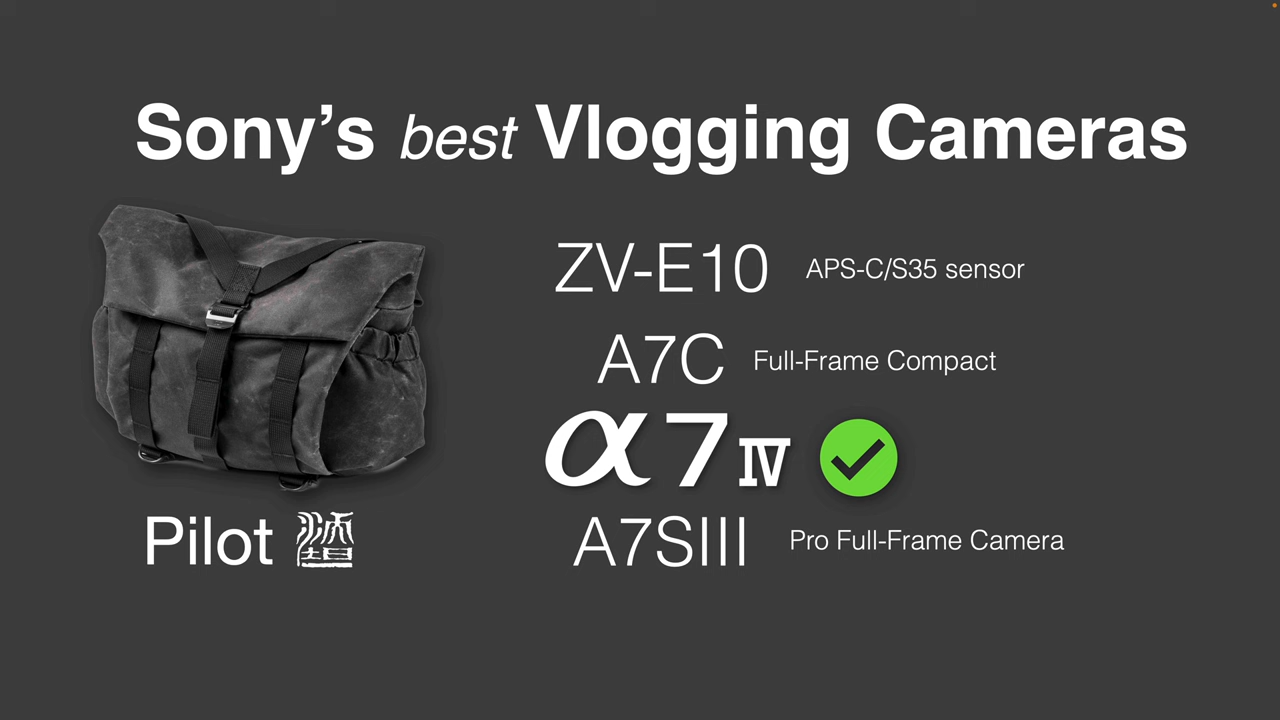 Sony’s best Vlogging Cameras
ZV-E10 APS-C/S35 sensor
A7C Full-Frame Compact
α7 IV
A7SIII Pro Full-Frame Camera
Pilot